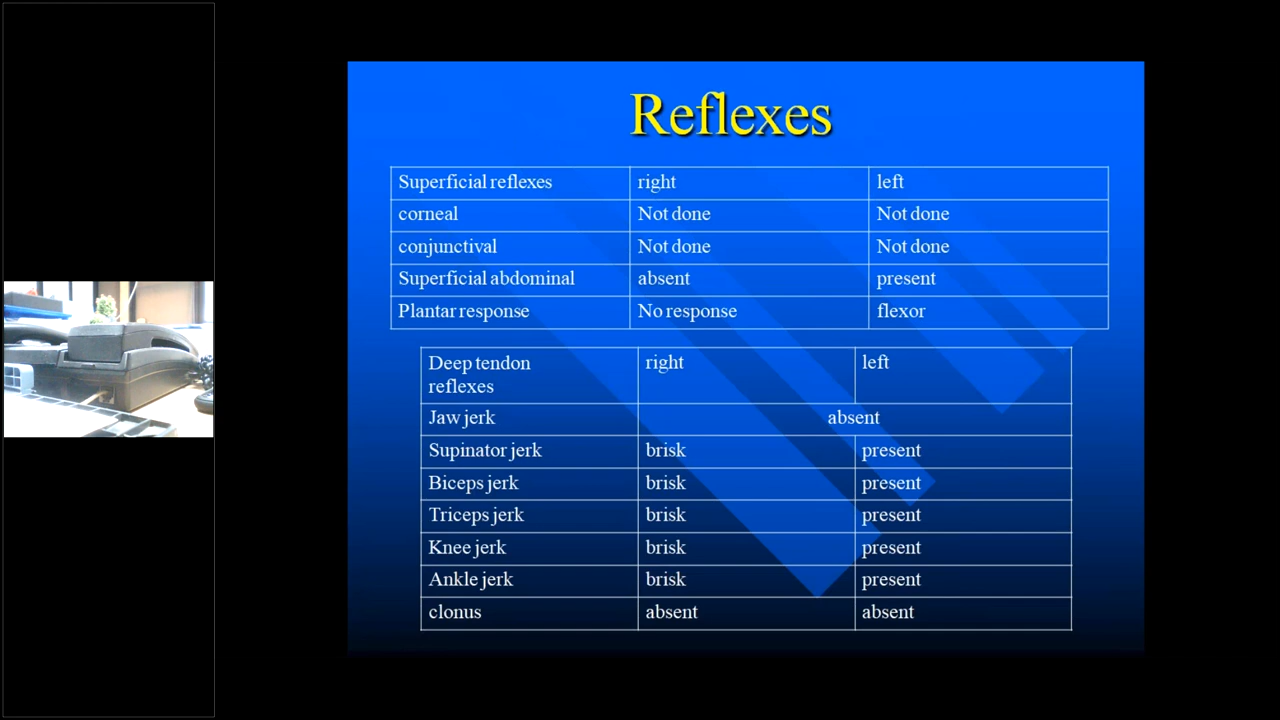 Reflexes
Superficial reflexes right left
corneal Not done Not done
conjunctival Not done Not done
Superficial abdominal absent present
Plantar response No response flexor
Deep tendon right left
reflexes
Jaw jerk absent
Supinator jerk brisk present
Biceps jerk brisk present
Triceps jerk brisk present
Knee jerk brisk present
Ankle jerk brisk present
clonus absent absent